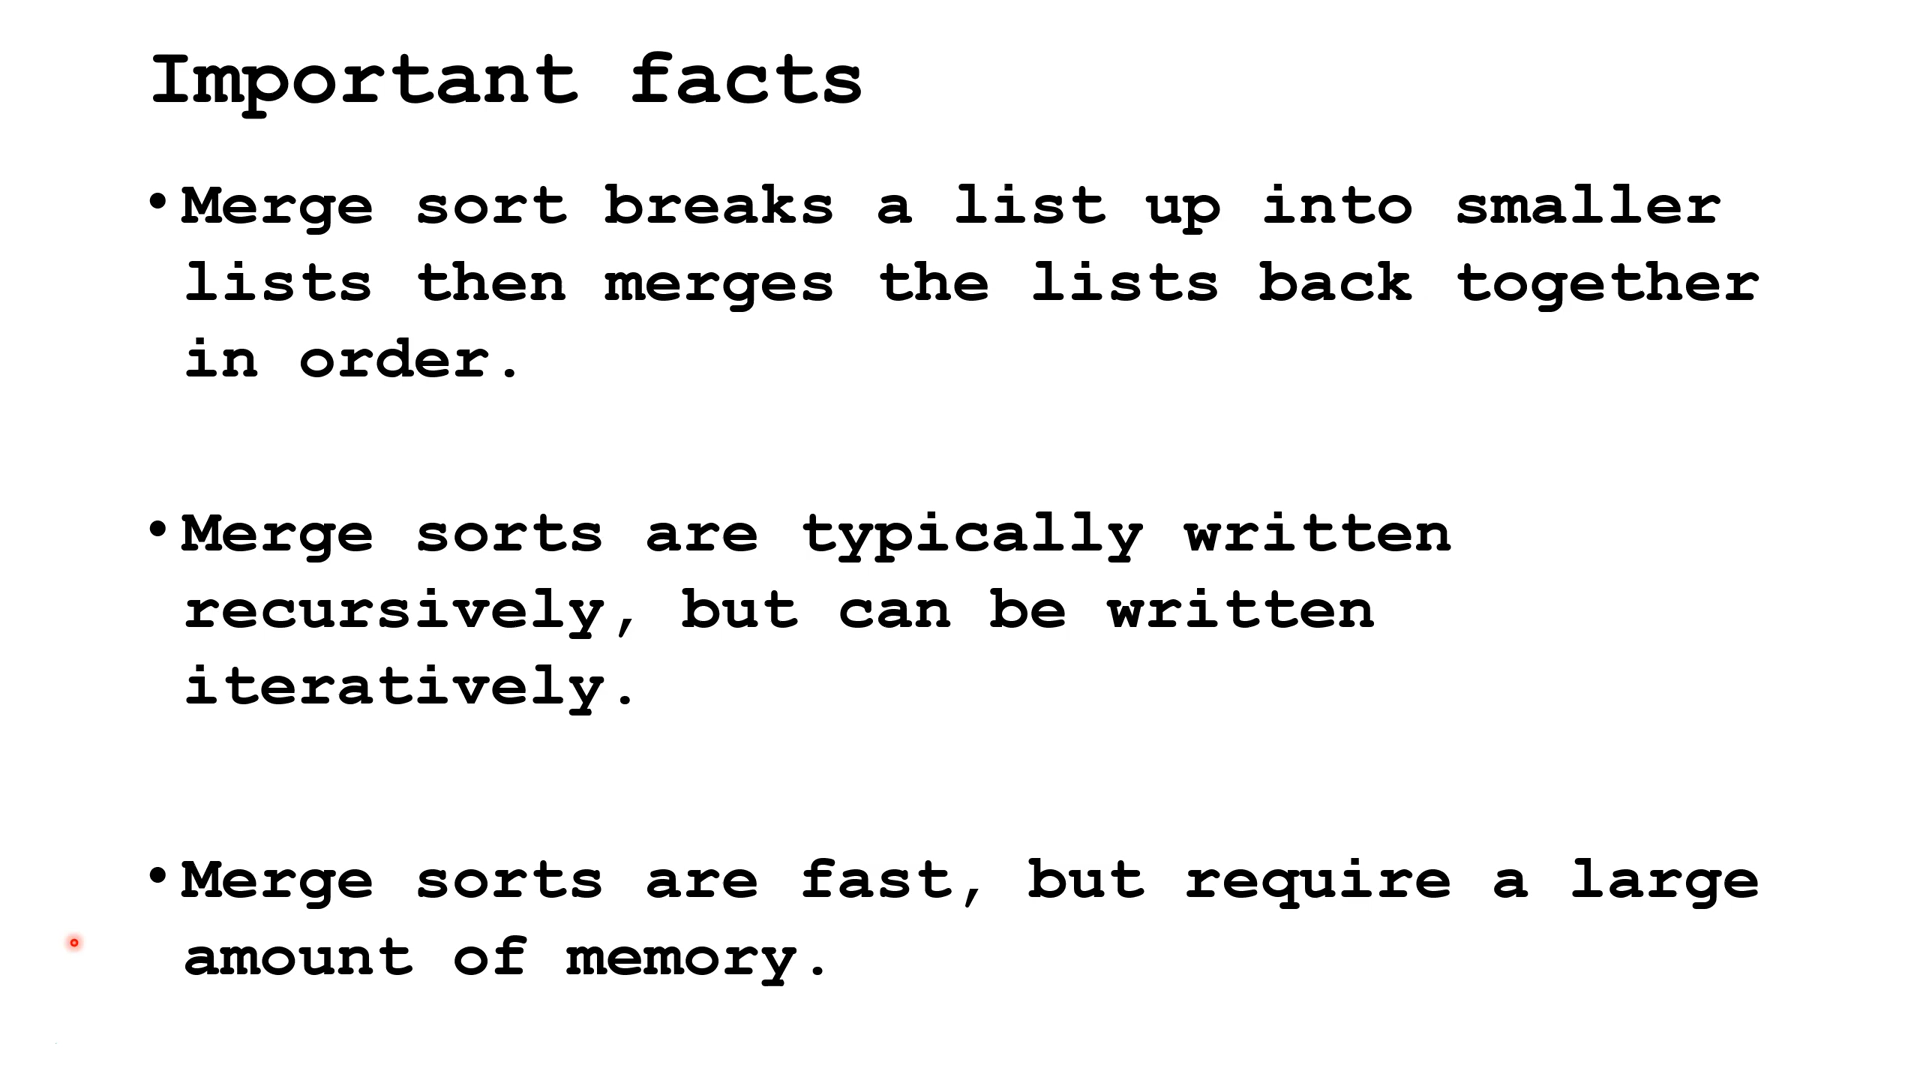 Important facts
•Merge sort breaks a list up into smaller
lists then merges the lists back together
in order.
•Merge sorts are typically written
recursively, but can be written
iteratively.
•Merge sorts are fast, but require a large
amount of memory.